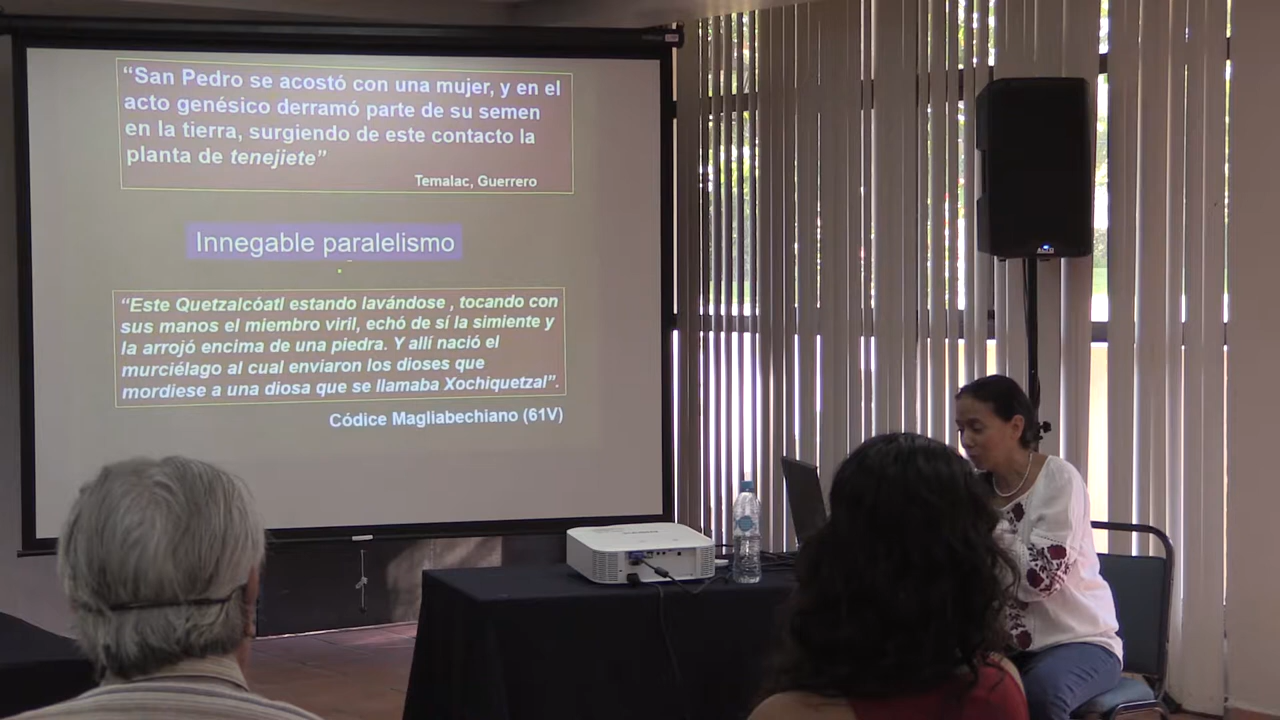 “San Pedro se acostó con una mujer, y en el
acto genésico derramó parte de su semen
en la tierra, surgiendo de este contacto la
planta de tenejiete”
Temalac, Guerrero
Innegable paralelismo
“Este Quetzalcóatl estando lavándose , tocando con
sus manos el miembro viril, echó de sí la simiente y
la arrojó encima de una piedra. Y allí nació el
murciélago al cual enviaron los dioses que
mordiese a una diosa que se llamaba Xochiquetzal”.
Códice Magliabechiano (61V)